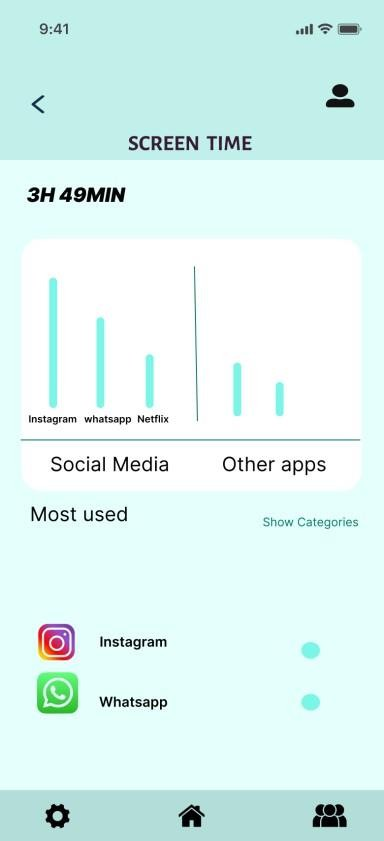 9:41
SCREEN TIME
3H 49MIN
Instagram whatsapp Netflix
Social Media Other apps
Most used
Show Categories
Instagram
Whatsapp